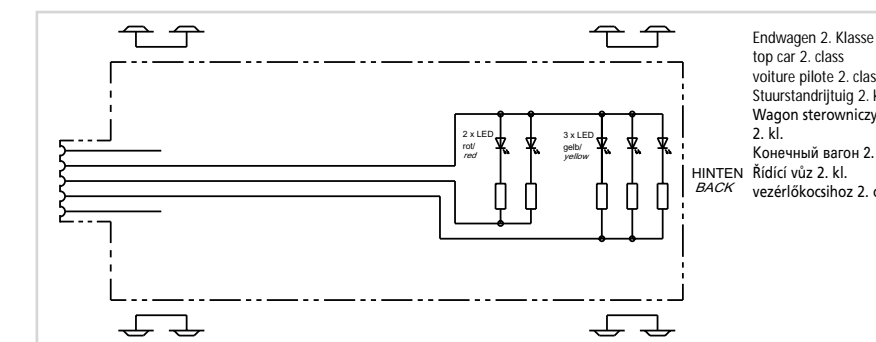 Endwagen 2. Klasse
top car 2. class
voiture pilote 2.
Stuurstandrijtuig 2.
Wagon sterowniczy
2. kl.
Конечный вагон 2.
Řídící vůz 2. kl.
vezérlőkocsihoz 2.
2 x LED
rot/
red
3 x LED
gelb/
yellow
HINTEN
BACK